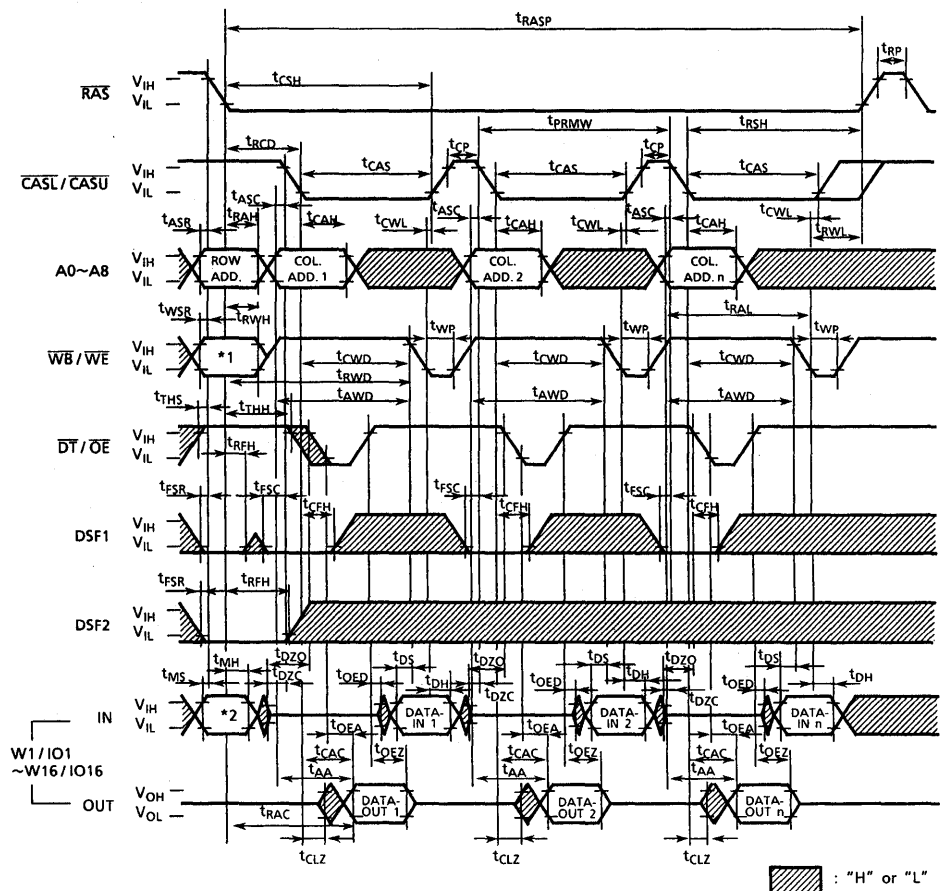 tRASP
tRP
RAS
VIH
VIL
tCSH
tPRMW
tRSH
tRCD
tCP
tCP
CASL / CASU
VIH
VIL
tCAS
tCAS
tCAS
tASR
tRAH
tASC
tCAH
tCWL
tASC
tCAH
tCWL
tASC
tCAH
tCWL
tRWL
A0~A8
VIH
VIL
ROW ADD.
COL. ADD. 1
COL. ADD. 2
COL. ADD. n
tWSR
tRWH
tWP
tWP
tRAL
tWP
WB / WE
VIH
VIL
*1
tCWD
tCWD
tCWD
tRWD
tAWD
tAWD
tAWD
tTHS
tTHH
DT / OE
VIH
VIL
tRFH
tFSR
tFSC
tCFH
tFSC
tCFH
tFSC
tCFH
DSF1
VIH
VIL
tFSR
tRFH
DSF2
VIH
VIL
tMS
tMH
tDZO
tDZC
tOED
tDS
tDH
tDZO
tDZC
tOED
tDS
tDH
tDZO
tDZC
tOED
tDS
tDH
IN
VIH
VIL
*2
DATA-IN 1
DATA-IN 2
DATA-IN n
W1 / IO1
~W16 / IO16
tOEA
tOEA
tOEA
tCAC
tOEZ
tCAC
tOEZ
tCAC
tOEZ
tAA
tAA
tAA
OUT
VOH
VOL
DATA-OUT 1
DATA-OUT 2
DATA-OUT n
tRAC
tCLZ
tCLZ
tCLZ
: "H" or "L"